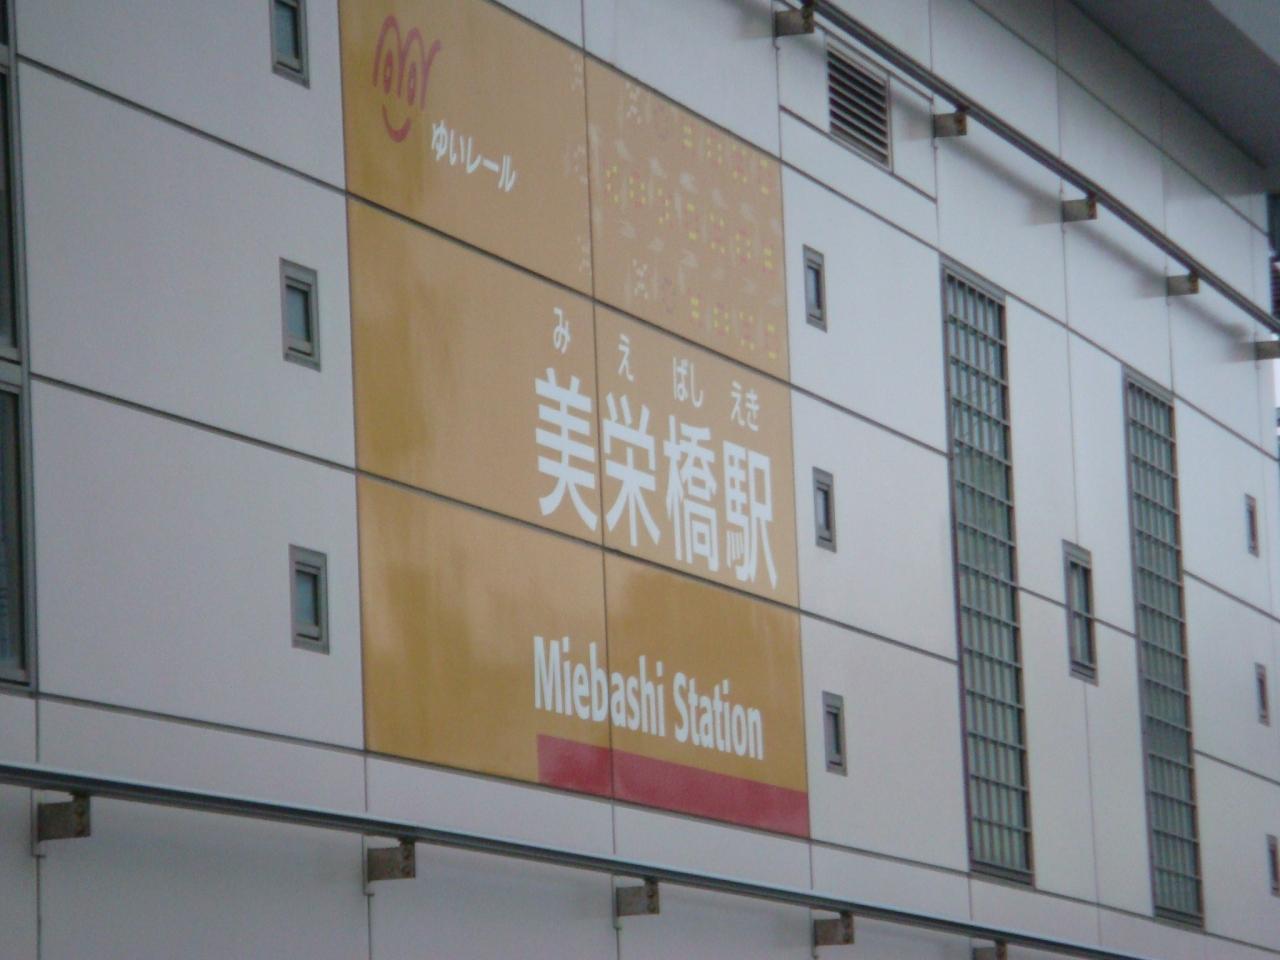 ゆいレール
みえばしえき
美栄橋駅
Miebashi Station